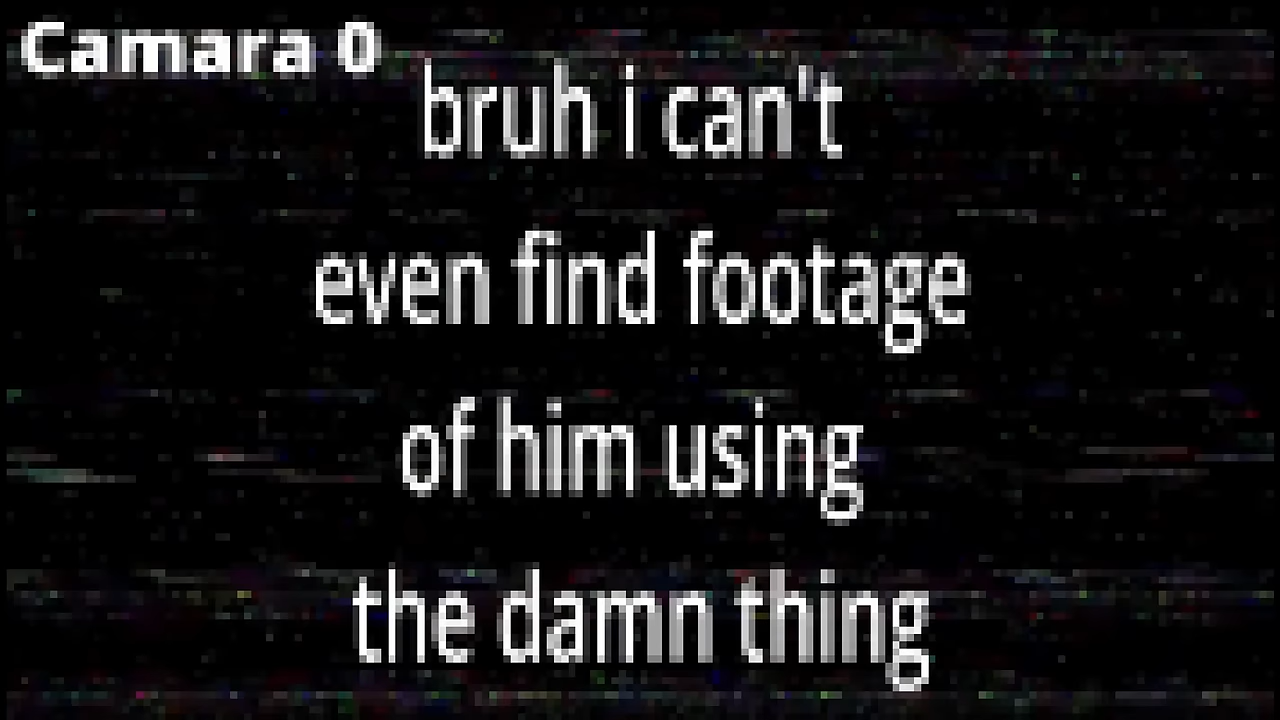 Camara 0
bruh i can't
even find footage
of him using
the damn thing